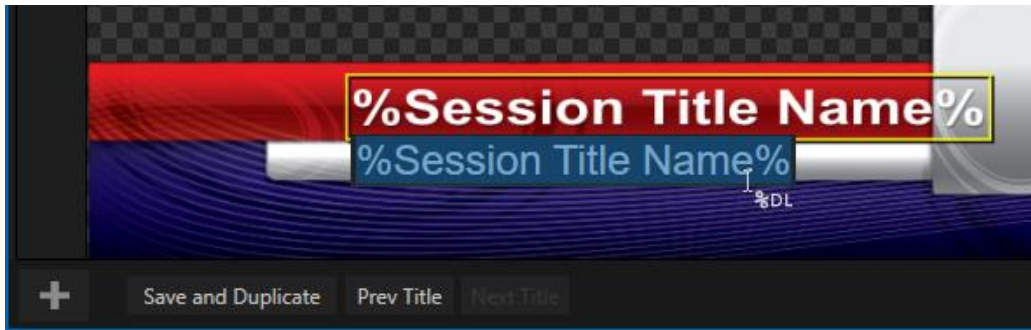 %Session Title Name%
%Session Title Name%
%DL
Save and Duplicate Prev Title Next Title